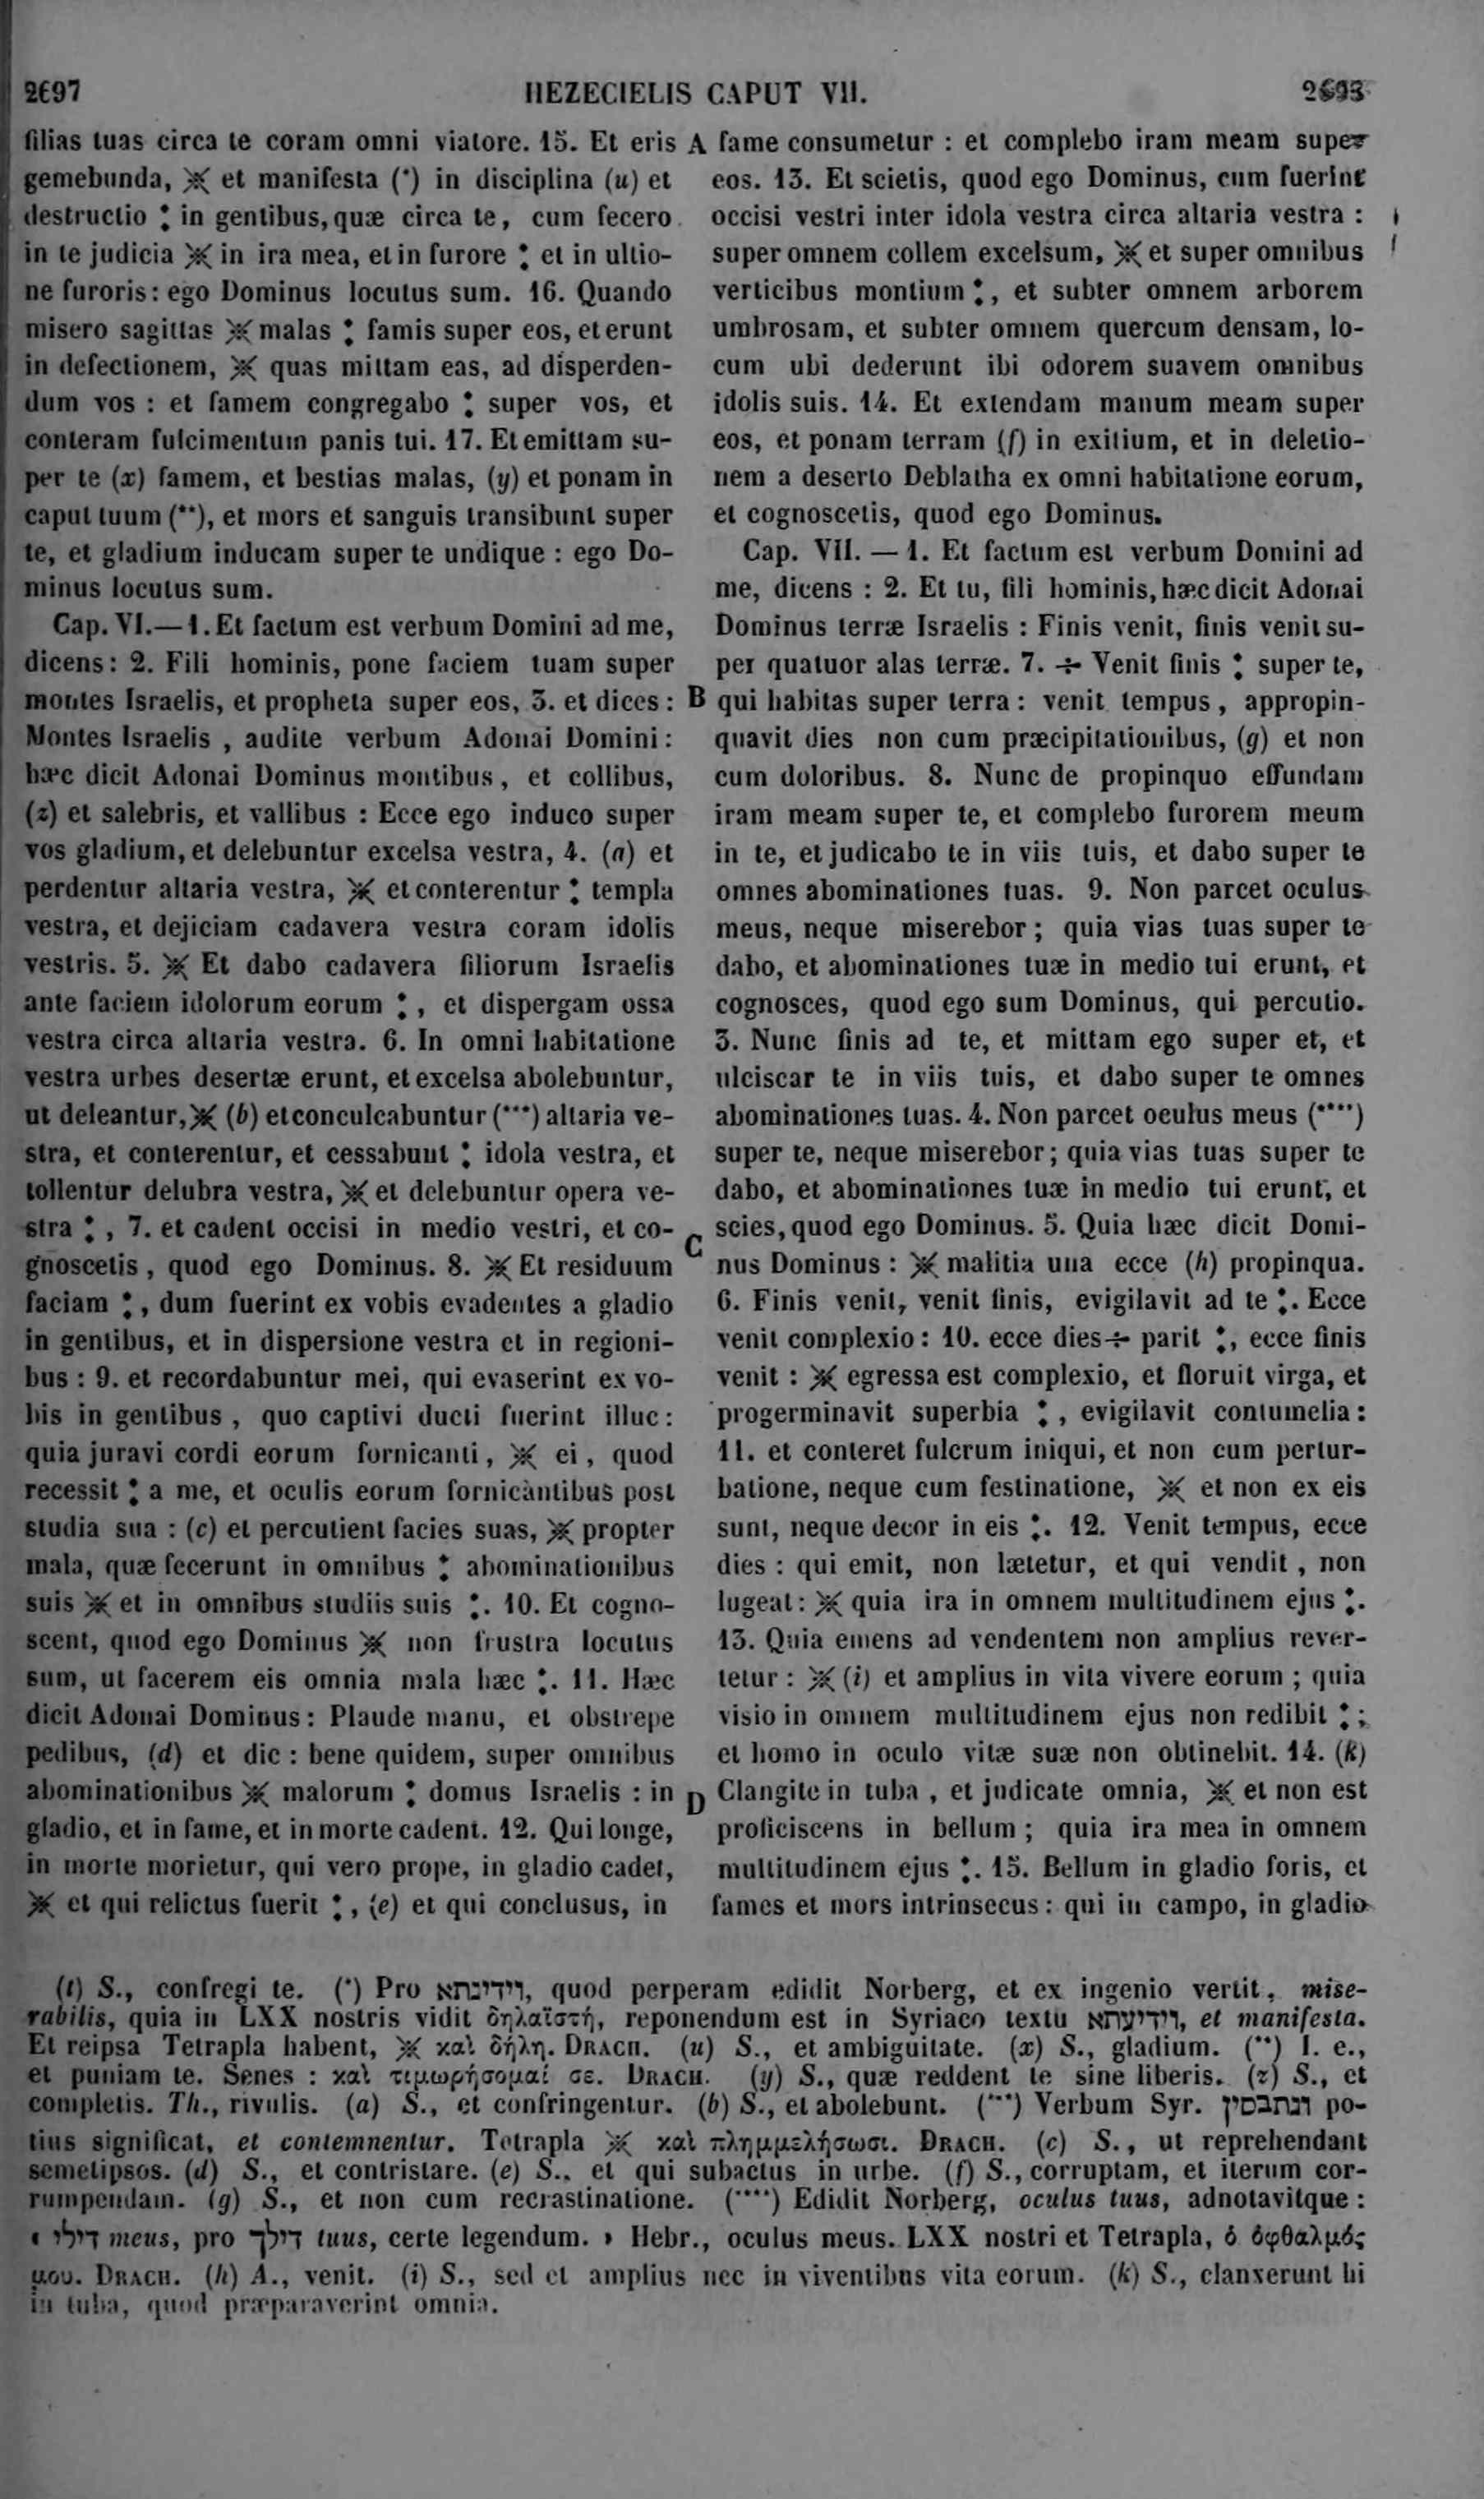 2697 HEZECIELIS CAPUT VII. 2698
filias tuas circa te coram omni viatore. 15. Et eris
gemebunda, ※ et manifesta (*) in disciplina (u) et
destructio ⁚ in gentibus, quæ circa te, cum fecero
in te judicia ※ in ira mea, et in furore ⁚ et in ultio-
ne furoris: ego Dominus locutus sum. 16. Quando
misero sagittas ※ malas ⁚ famis super eos, et erunt
in defectionem, ※ quas mittam eas, ad disperden-
dum vos : et famem congregabo ⁚ super vos, et
conteram fulcimentum panis tui. 17. Et emittam su-
per te (x) famem, et bestias malas, (y) et ponam in
caput tuum (**), et mors et sanguis transibunt super
te, et gladium inducam super te undique : ego Do-
minus locutus sum.
Cap. VI.—1. Et factum est verbum Domini ad me,
dicens: 2. Fili hominis, pone faciem tuam super
montes Israelis, et propheta super eos, 3. et dices :
Montes Israelis , audite verbum Adonai Domini :
hæc dicit Adonai Dominus montibus, et collibus,
(z) et salebris, et vallibus : Ecce ego induco super
vos gladium, et delebuntur excelsa vestra, 4. (a) et
perdentur altaria vestra, ※ et conterentur ⁚ templa
vestra, et dejiciam cadavera vestra coram idolis
vestris. 5. ※ Et dabo cadavera filiorum Israelis
ante faciem idolorum eorum ⁚, et dispergam ossa
vestra circa altaria vestra. 6. In omni habitatione
vestra urbes desertæ erunt, et excelsa abolebuntur,
ut deleantur, ※ (b) et conculcabuntur (***) altaria ve-
stra, et conterentur, et cessabunt ⁚ idola vestra, et
tollentur delubra vestra, ※ et delebuntur opera ve-
stra ⁚, 7. et cadent occisi in medio vestri, et co-
gnoscetis , quod ego Dominus. 8. ※ Et residuum
faciam ⁚, dum fuerint ex vobis evadentes a gladio
in gentibus, et in dispersione vestra et in regioni-
bus : 9. et recordabuntur mei, qui evaserint ex vo-
bis in gentibus , quo captivi ducti fuerint illuc :
quia juravi cordi eorum fornicanti, ※ ei , quod
recessit ⁚ a me, et oculis eorum fornicantibus post
studia sua : (c) et percutient facies suas, ※ propter
mala, quæ fecerunt in omnibus ⁚ abominationibus
suis ※ et in omnibus studiis suis ⁚. 10. Et cogno-
scent, quod ego Dominus ※ non frustra locutus
sum, ut facerem eis omnia mala hæc ⁚. 11. Hæc
dicit Adonai Dominus : Plaude manu, et obstrepe
pedibus, (d) et dic : bene quidem, super omnibus
abominationibus ※ malorum ⁚ domus Israelis : in
gladio, et in fame, et in morte cadent. 12. Qui longe,
in morte morietur, qui vero prope, in gladio cadet,
※ et qui relictus fuerit ⁚, (e) et qui conclusus, in
A
B
C
D
fame consumetur : et complebo iram meam super
eos. 13. Et scietis, quod ego Dominus, cum fuerint
occisi vestri inter idola vestra circa altaria vestra :
super omnem collem excelsum, ※ et super omnibus
verticibus montium ⁚, et subter omnem arborem
umbrosam, et subter omnem quercum densam, lo-
cum ubi dederunt ibi odorem suavem omnibus
idolis suis. 14. Et extendam manum meam super
eos, et ponam terram (f) in exitium, et in deletio-
nem a deserto Deblatha ex omni habitatione eorum,
et cognoscetis, quod ego Dominus.
Cap. VII. — 1. Et factum est verbum Domini ad
me, dicens : 2. Et tu, fili hominis, hæc dicit Adonai
Dominus terræ Israelis : Finis venit, finis venit su-
per quatuor alas terræ. 7. ÷ Venit finis ⁚ super te,
qui habitas super terra : venit tempus , appropin-
quavit dies non cum præcipitationibus, (g) et non
cum doloribus. 8. Nunc de propinquo effundam
iram meam super te, et complebo furorem meum
in te, et judicabo te in viis tuis, et dabo super te
omnes abominationes tuas. 9. Non parcet oculus
meus, neque miserebor ; quia vias tuas super te
dabo, et abominationes tuæ in medio tui erunt, et
cognosces, quod ego sum Dominus, qui percutio.
3. Nunc finis ad te, et mittam ego super et, et
ulciscar te in viis tuis, et dabo super te omnes
abominationes tuas. 4. Non parcet oculus meus (****)
super te, neque miserebor; quia vias tuas super te
dabo, et abominationes tuæ in medio tui erunt, et
scies, quod ego Dominus. 5. Quia hæc dicit Domi-
nus Dominus : ※ malitia una ecce (h) propinqua.
6. Finis venit, venit finis, evigilavit ad te ⁚. Ecce
venit complexio : 10. ecce dies ÷ parit ⁚, ecce finis
venit : ※ egressa est complexio, et floruit virga, et
progerminavit superbia ⁚, evigilavit contumelia :
11. et conteret fulcrum iniqui, et non cum pertur-
batione, neque cum festinatione, ※ et non ex eis
sunt, neque decor in eis ⁚. 12. Venit tempus, ecce
dies : qui emit, non lætetur, et qui vendit , non
lugeat : ※ quia ira in omnem multitudinem ejus ⁚.
13. Quia emens ad vendentem non amplius rever-
tetur : ※ (i) et amplius in vita vivere eorum ; quia
visio in omnem multitudinem ejus non redibit ⁚ ;
et homo in oculo vitæ suæ non obtinebit. 14. (k)
Clangite in tuba , et judicate omnia, ※ et non est
proficiscens in bellum ; quia ira mea in omnem
multitudinem ejus ⁚. 15. Bellum in gladio foris, et
fames et mors intrinsecus : qui in campo, in gladio
(t) S., confregi te. (*) Pro וידינתא, quod perperam edidit Norberg, et ex ingenio vertit, mise-
rabilis, quia in LXX nostris vidit δηλαϊστή, reponendum est in Syriaco textu וידיעתא, et manifesta.
Et reipsa Tetrapla habent, ※ καὶ δήλη. DRACH. (u) S., et ambiguitate. (x) S., gladium. (**) I. e.,
et puniam te. Senes : καὶ τιμωρήσομαί σε. DRACH. (y) S., quæ reddent te sine liberis. (z) S., et
completis. Th., rivulis. (a) S., et confringentur. (b) S., et abolebunt. (***) Verbum Syr. ונתבסין po-
tius significat, et contemnentur. Tetrapla ※ καὶ πλημμελήσωσι. DRACH. (c) S., ut reprehendant
semetipsos. (d) S., et contristare. (e) S., et qui subactus in urbe. (f) S., corruptam, et iterum cor-
rumpendam. (g) S., et non cum recrastinatione. (****) Edidit Norberg, oculus tuus, adnotavitque :
« דילי meus, pro דילך tuus, certe legendum. » Hebr., oculus meus. LXX nostri et Tetrapla, ὁ ὀφθαλμός
μου. DRACH. (h) A., venit. (i) S., sed et amplius nec in viventibus vita eorum. (k) S., clanxerunt hi
in tuba, quod præparaverint omnia.